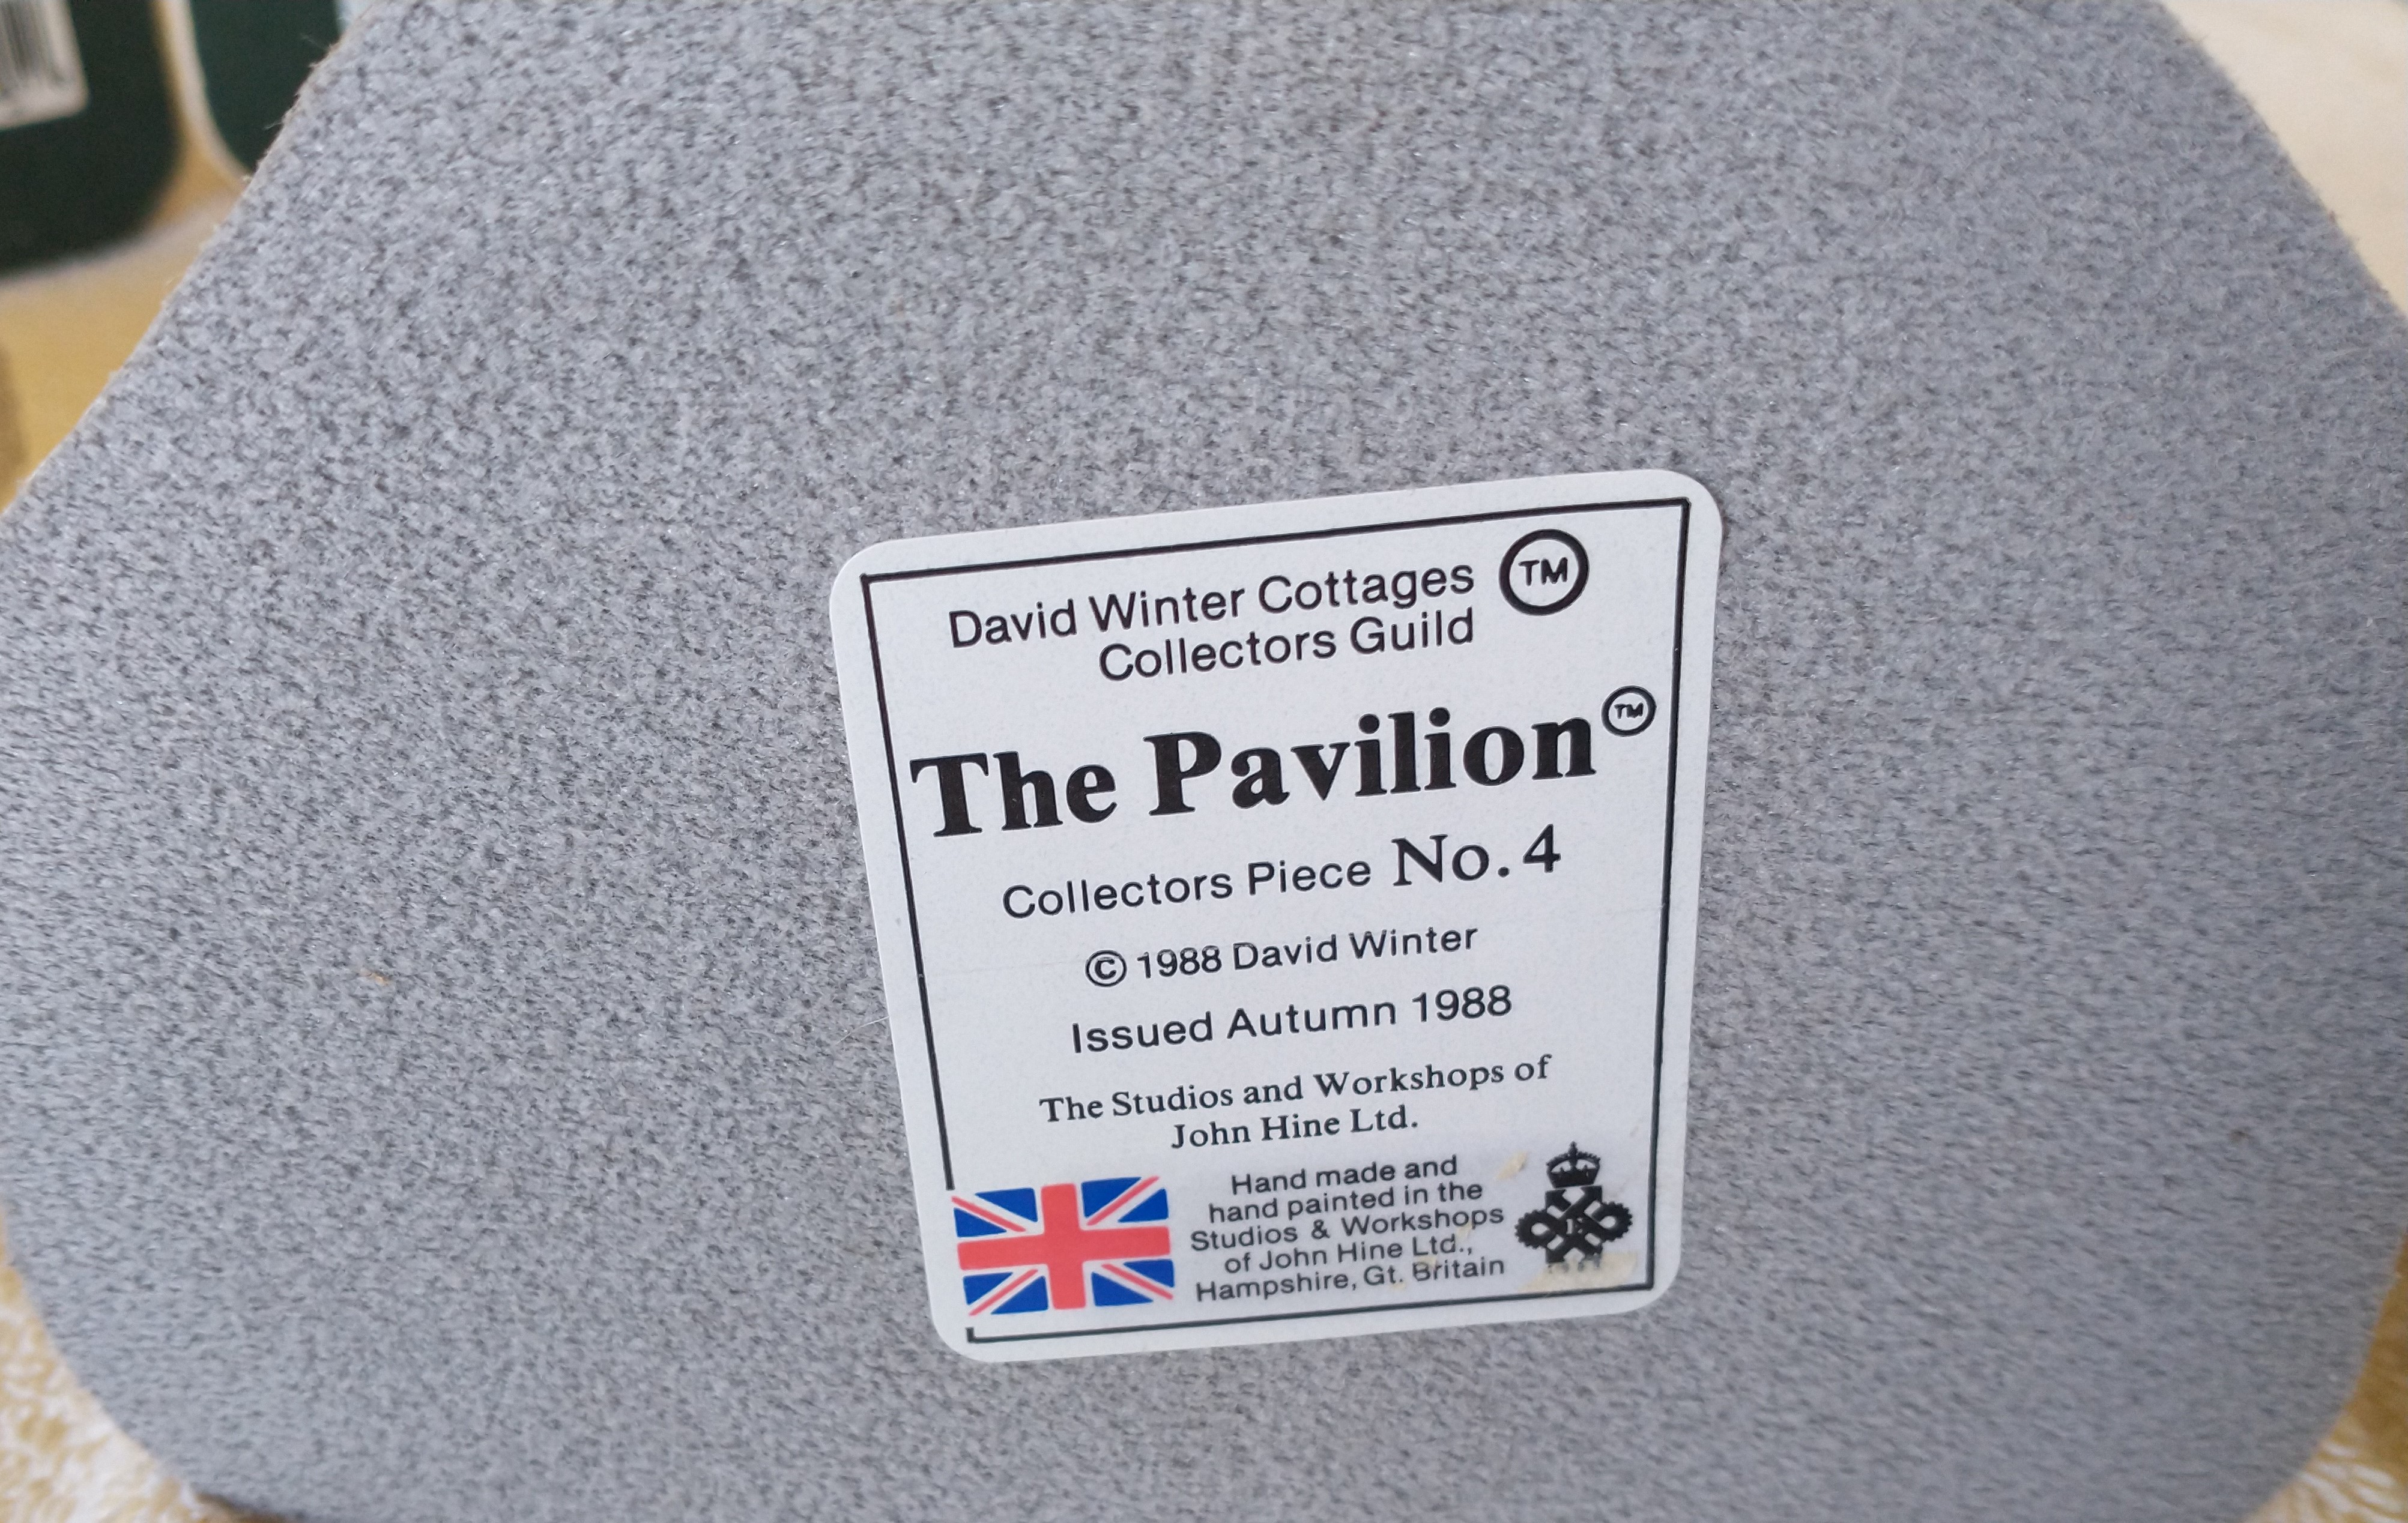 David Winter Cottages ™
Collectors Guild
The Pavilion ™
Collectors Piece No. 4
© 1988 David Winter
Issued Autumn 1988
The Studios and Workshops of
John Hine Ltd.
Hand made and
hand painted in the
Studios & Workshops
of John Hine Ltd.,
Hampshire, Gt. Britain